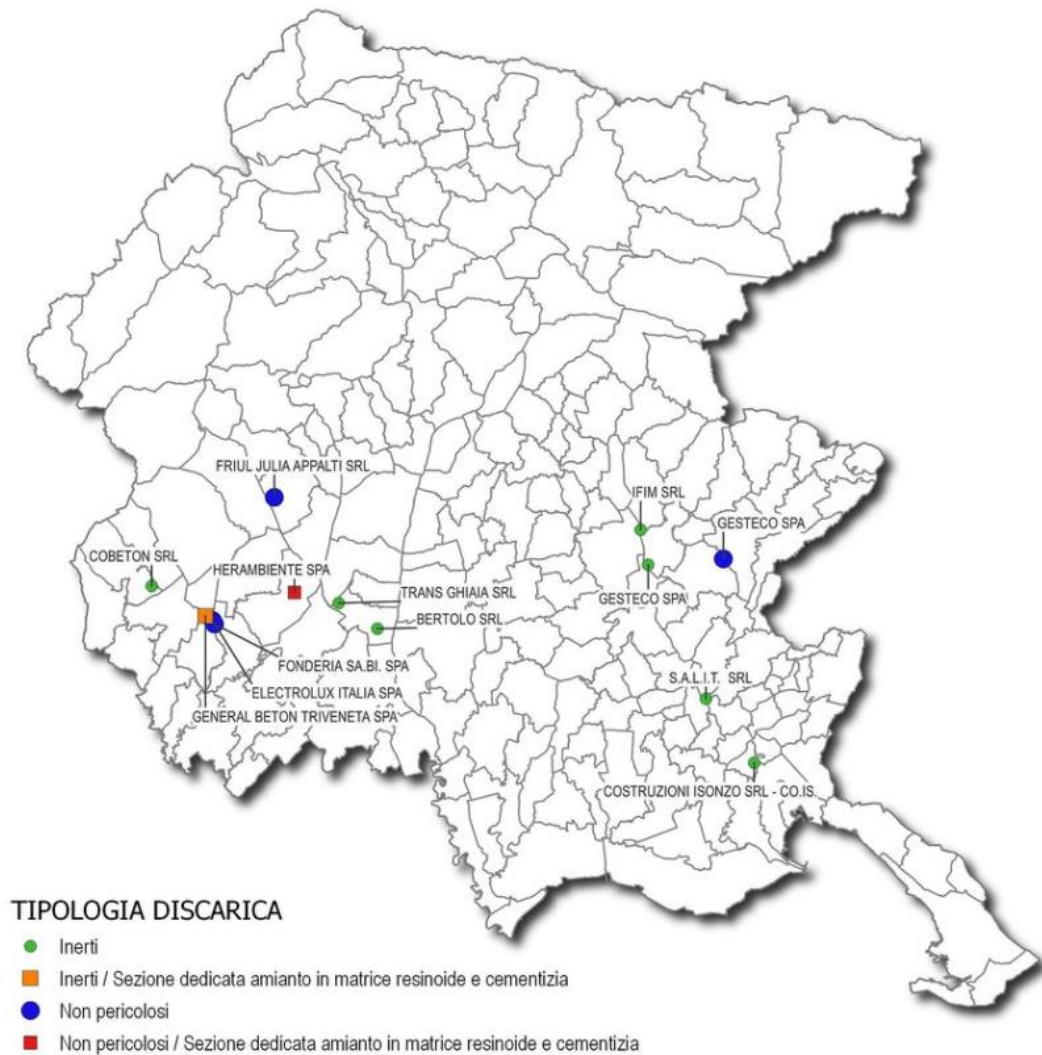 FRIUL JULIA APPALTI SRL
IFIM SRL
GESTECO SPA
COBETON SRL
HERAMBIENTE SPA
TRANS GHIAIA SRL
GESTECO SPA
BERTOLO SRL
FONDERIA SA.BI. SPA
S.A.L.I.T. SRL
ELECTROLUX ITALIA SPA
GENERAL BETON TRIVENETA SPA
COSTRUZIONI ISONZO SRL - CO.IS.
TIPOLOGIA DISCARICA
Inerti
Inerti / Sezione dedicata amianto in matrice resinoide e cementizia
Non pericolosi
Non pericolosi / Sezione dedicata amianto in matrice resinoide e cementizia